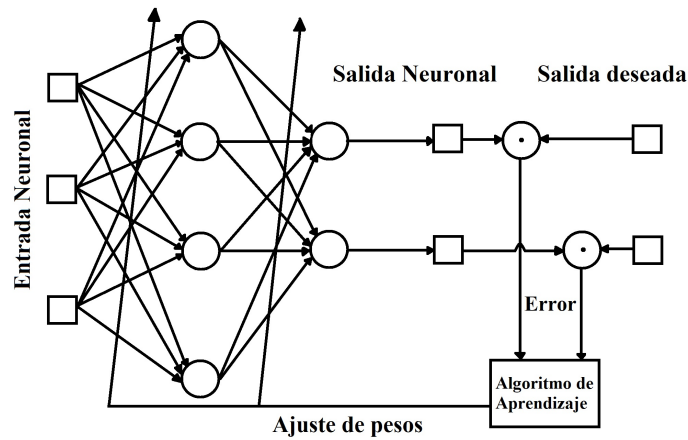 Salida Neuronal
Salida deseada
Entrada Neuronal
Error
Algoritmo de
Aprendizaje
Ajuste de pesos